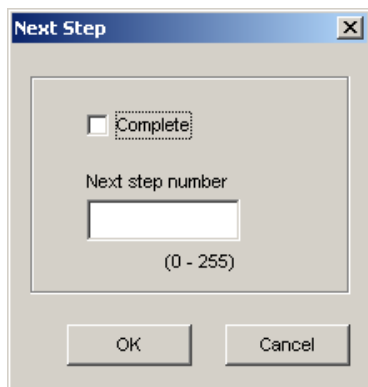 Next Step
Complete
Next step number
(0 - 255)
OK
Cancel